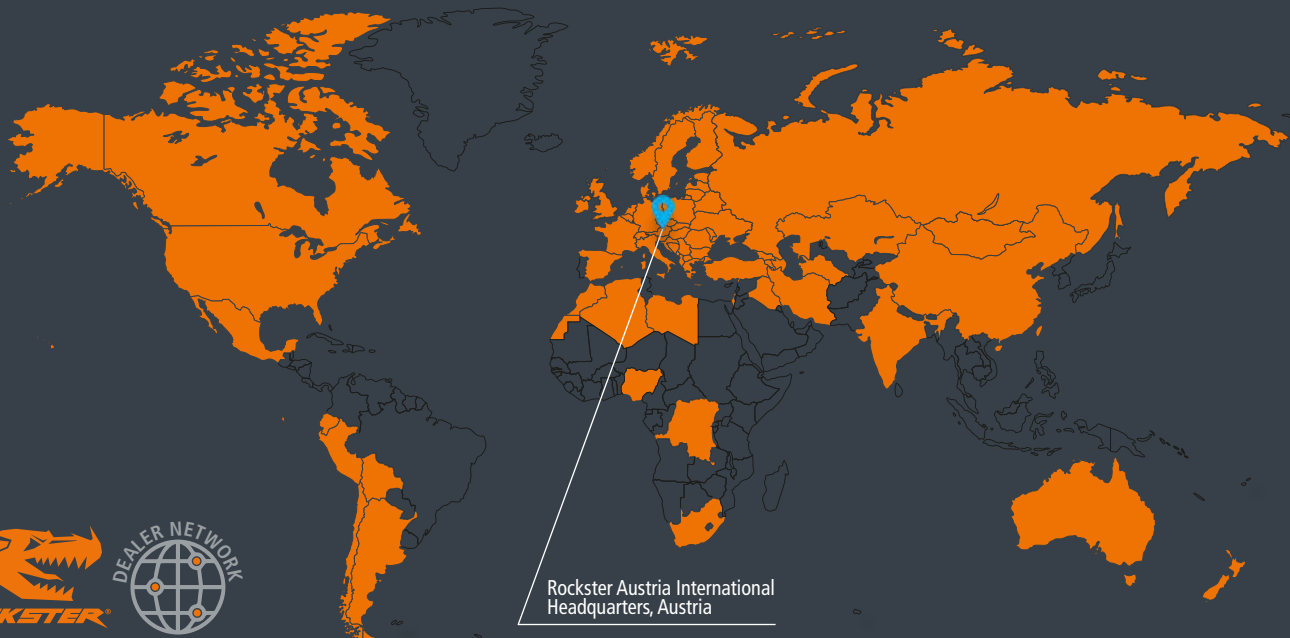 DEALER NETWORK
KSTER®
Rockster Austria International
Headquarters, Austria